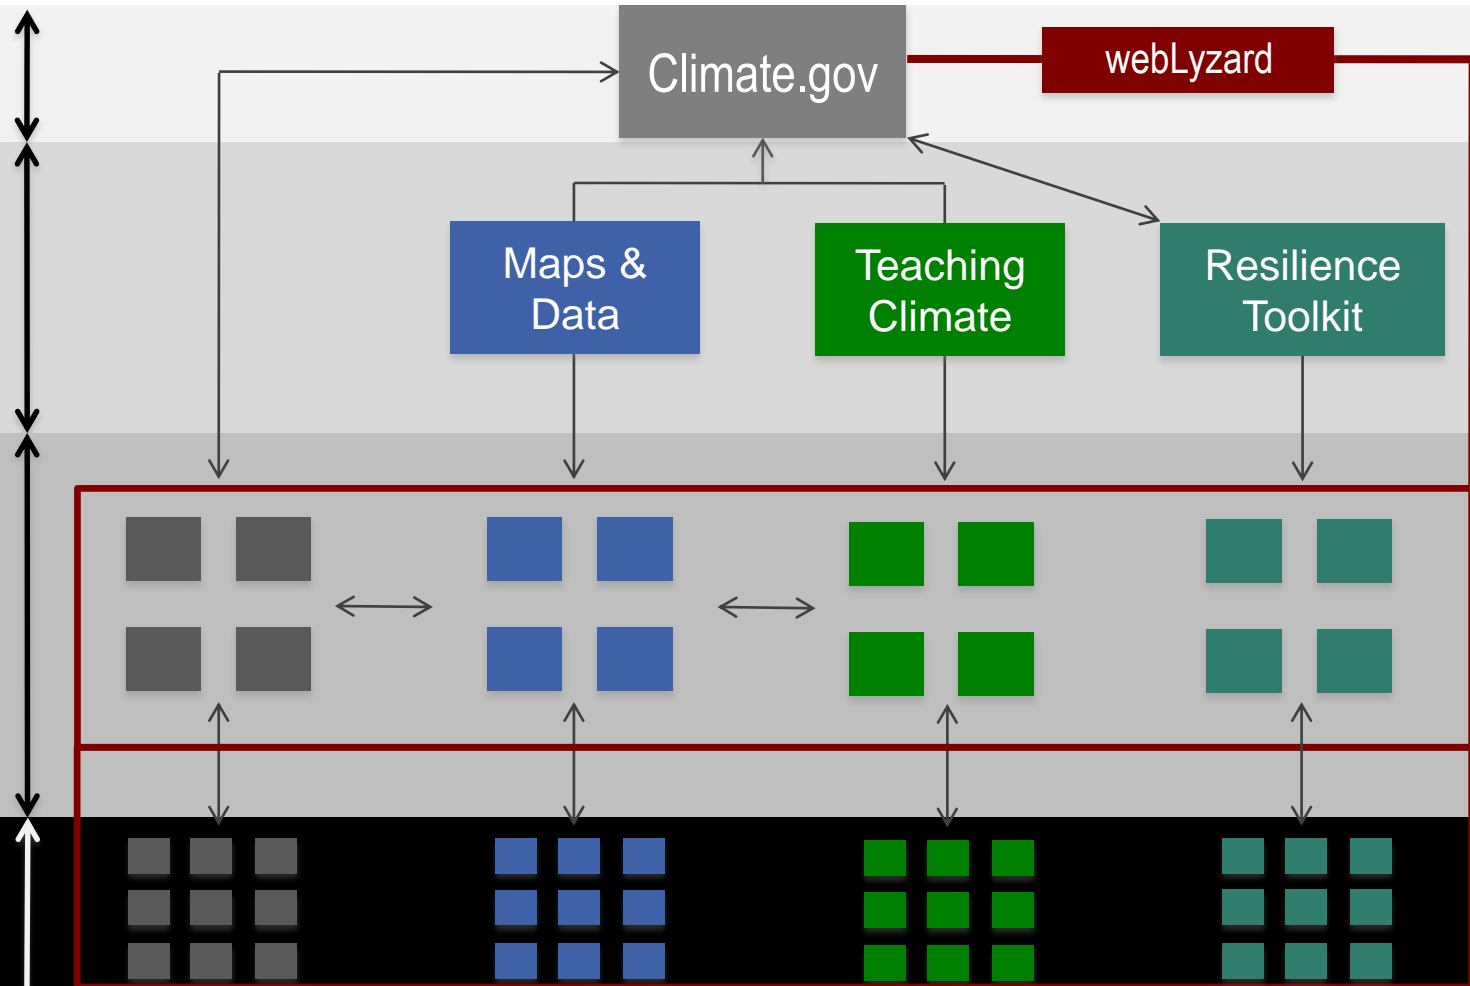 Climate.gov
webLyzard
Maps &
Data
Teaching
Climate
Resilience
Toolkit